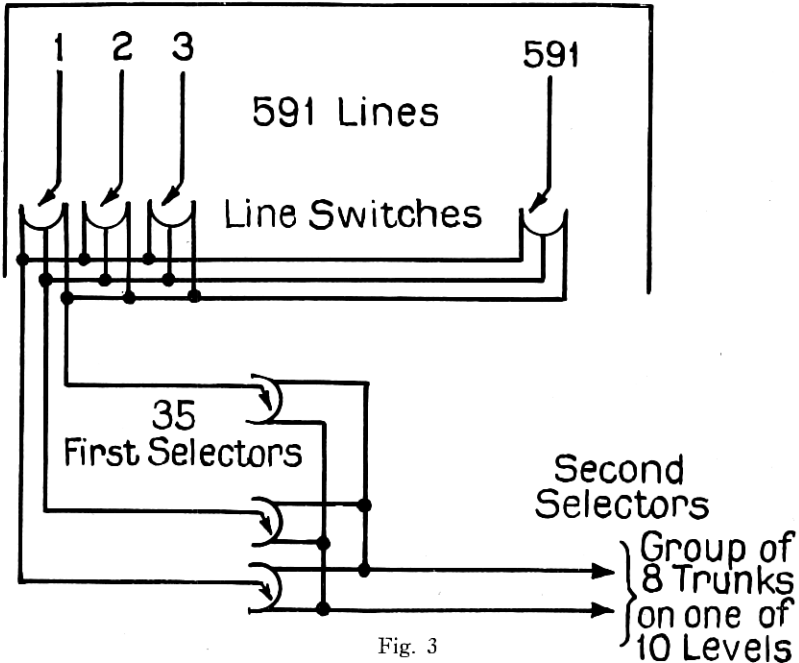 1 2 3 591
591 Lines
Line Switches
35
First Selectors
Second
Selectors
Group of
8 Trunks
on one of
10 Levels
Fig. 3